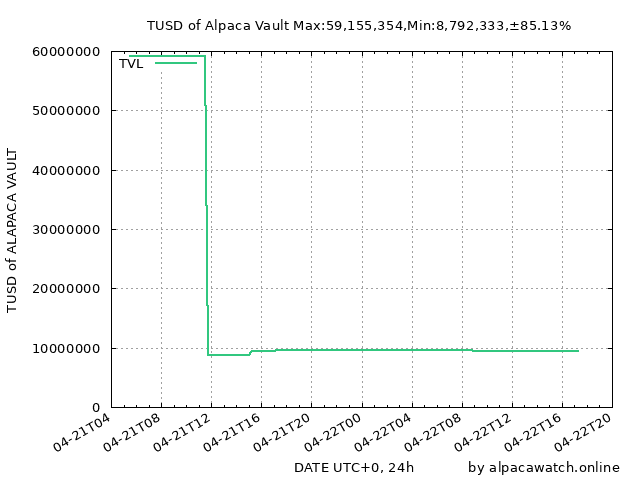 TUSD of Alpaca Vault Max:59,155,354,Min:8,792,333,±85.13%
TUSD of ALAPACA VAULT
60000000
50000000
40000000
30000000
20000000
10000000
0
TVL
04-21T04
04-21T08
04-21T12
04-21T16
04-21T20
04-22T00
04-22T04
04-22T08
04-22T12
04-22T16
04-22T20
DATE UTC+0, 24h
by alpacawatch.online